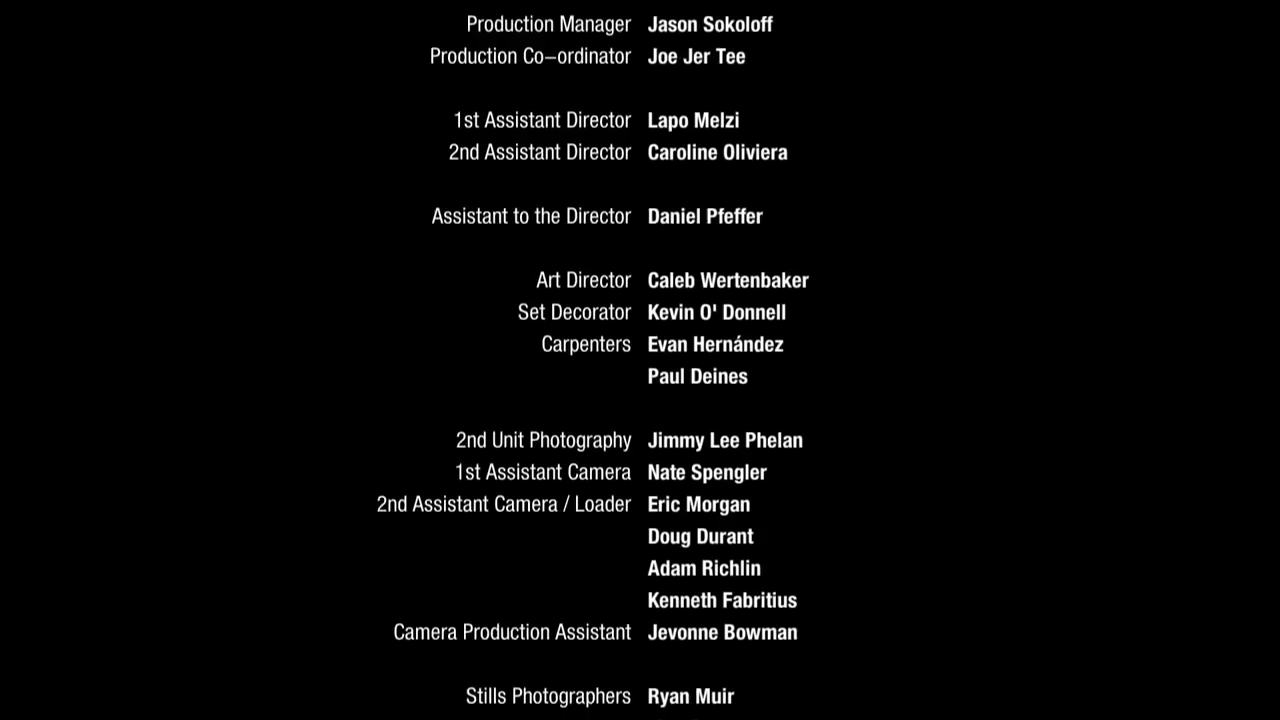 Production Manager Jason Sokoloff
Production Co–ordinator Joe Jer Tee
1st Assistant Director Lapo Melzi
2nd Assistant Director Caroline Oliviera
Assistant to the Director Daniel Pfeffer
Art Director Caleb Wertenbaker
Set Decorator Kevin O' Donnell
Carpenters Evan Hernández
Paul Deines
2nd Unit Photography Jimmy Lee Phelan
1st Assistant Camera Nate Spengler
2nd Assistant Camera / Loader Eric Morgan
Doug Durant
Adam Richlin
Kenneth Fabritius
Camera Production Assistant Jevonne Bowman
Stills Photographers Ryan Muir